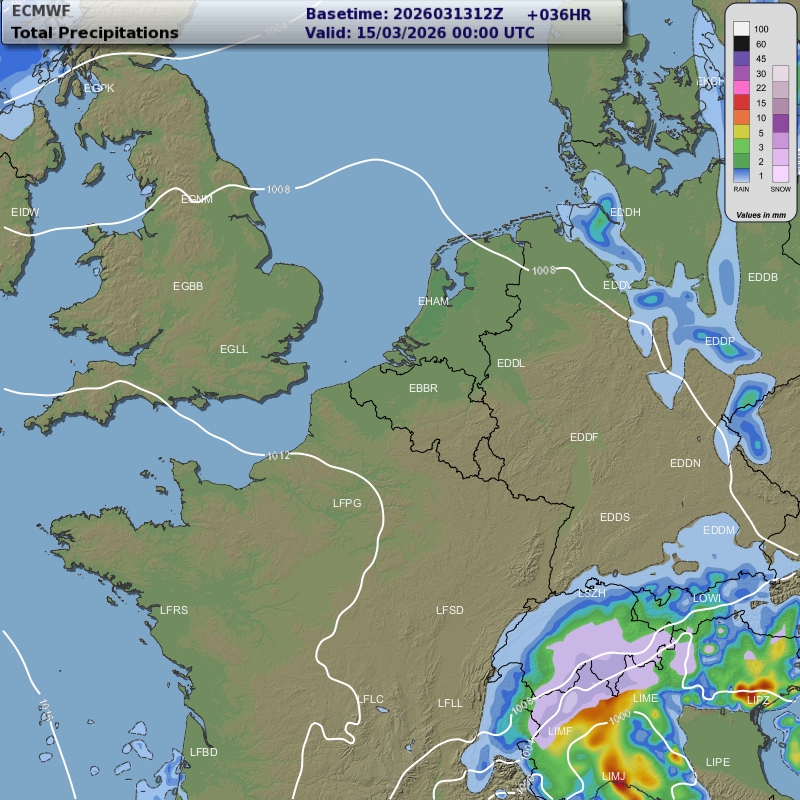 ECMWF
Basetime: 2026031312Z +036HR
Total Precipitations
Valid: 15/03/2026 00:00 UTC
100
60
45
30
22
15
10
5
3
2
1
RAIN
SNOW
Values in mm
EGPK
EIDW
EGNM
1008
EDDH
1008
EDDB
EGBB
EHAM
EGLL
EDDP
EDDL
EBBR
EDDF
1012
EDDN
LFPG
EDDS
EDDM
LSZH
LOWI
LFRS
LFSD
1016
LFLC
LFLL
LIME
LIPZ
1008
1000
LIMF
LFBD
LIPE
LIMJ